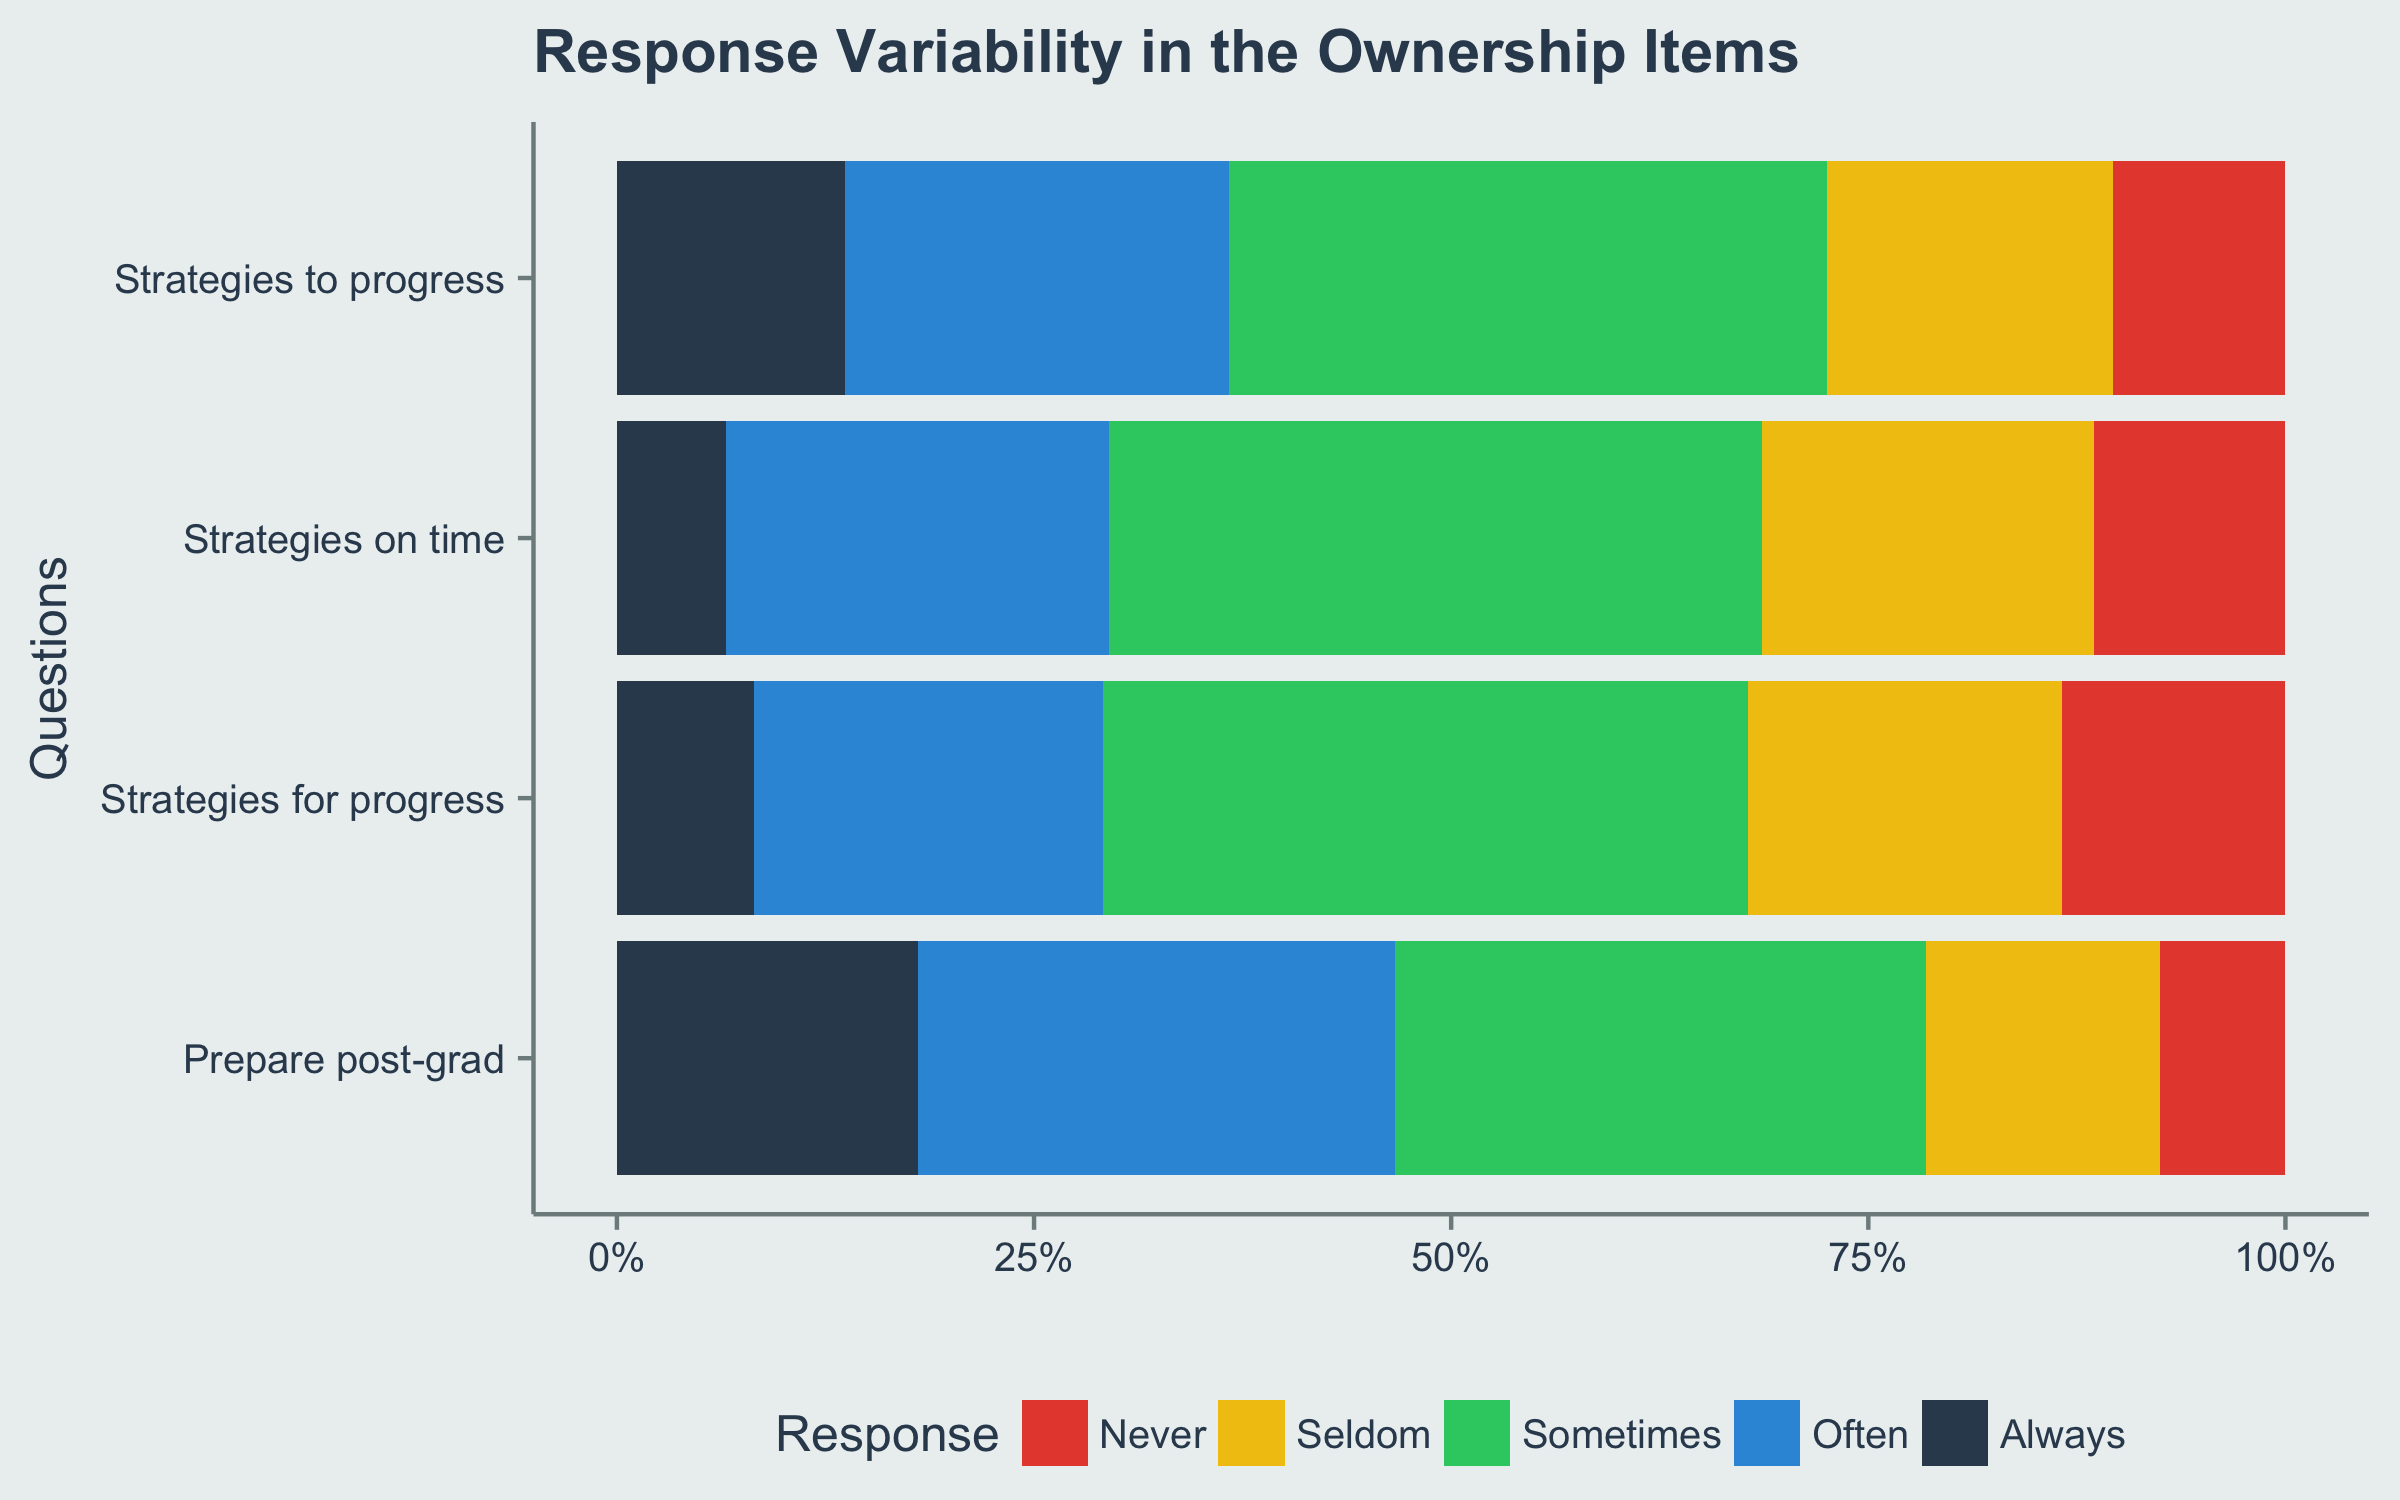 Response Variability in the Ownership Items
Questions
Strategies to progress
Strategies on time
Strategies for progress
Prepare post-grad
0% 25% 50% 75% 100%
Response Never Seldom Sometimes Often Always